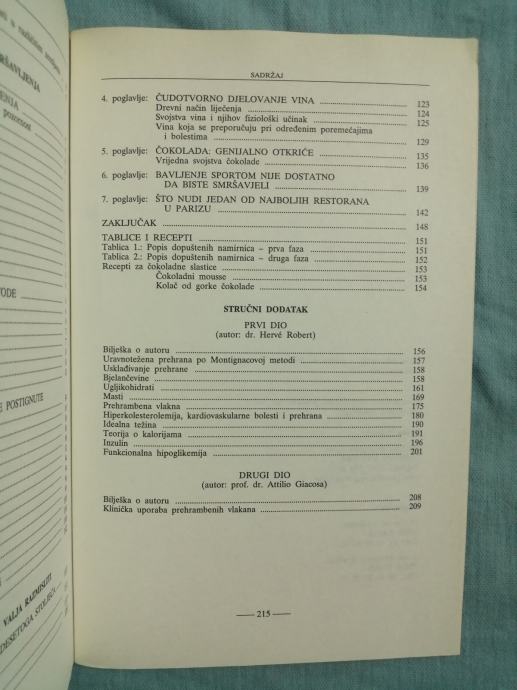 RŠAVLJENJA
TODE
E POSTIGNUTE
VALJA RAZMISLITI
DESETOGA STOLJEĆA
SADRŽAJ
4. poglavlje: ČUDOTVORNO DJELOVANJE VINA 123
Drevni način liječenja 124
Svojstva vina i njihov fiziološki učinak 125
Vina koja se preporučuju pri određenim poremećajima
i bolestima 129
5. poglavlje: ČOKOLADA: GENIJALNO OTKRIĆE 135
Vrijedna svojstva čokolade 136
6. poglavlje: BAVLJENJE SPORTOM NIJE DOSTATNO
DA BISTE SMRŠAVJELI 139
7. poglavlje: ŠTO NUDI JEDAN OD NAJBOLJIH RESTORANA
U PARIZU 142
ZAKLJUČAK 148
TABLICE I RECEPTI 151
Tablica 1.: Popis dopuštenih namirnica – prva faza 151
Tablica 2.: Popis dopuštenih namirnica – druga faza 152
Recepti za čokoladne slastice 153
Čokoladni mousse 153
Kolač od gorke čokolade 154
STRUČNI DODATAK
PRVI DIO
(autor: dr. Hervé Robert)
Bilješka o autoru 156
Uravnotežena prehrana po Montignacovoj metodi 157
Usklađivanje prehrane 158
Bjelančevine 158
Ugljikohidrati 161
Masti 169
Prehrambena vlakna 175
Hiperkolesterolemija, kardiovaskularne bolesti i prehrana 180
Idealna težina 190
Teorija o kalorijama 191
Inzulin 196
Funkcionalna hipoglikemija 201
DRUGI DIO
(autor: prof. dr. Attilio Giacosa)
Bilješka o autoru 208
Klinička uporaba prehrambenih vlakana 209
— 215 —